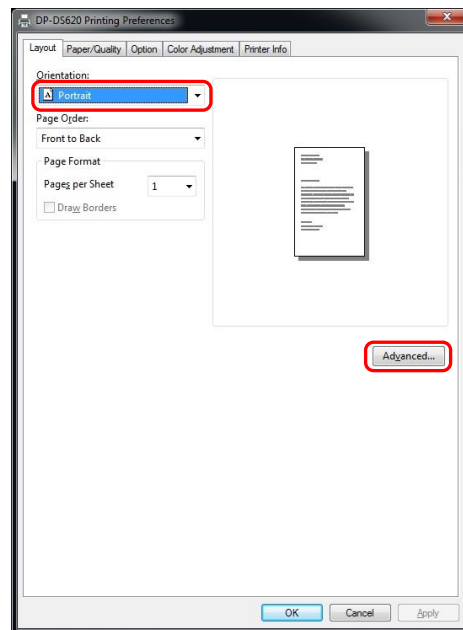 DP-DS620 Printing Preferences
Layout Paper/Quality Option Color Adjustment Printer Info
Orientation:
A Portrait
Page Order:
Front to Back
Page Format
Pages per Sheet 1
Draw Borders
Advanced...
OK Cancel Apply